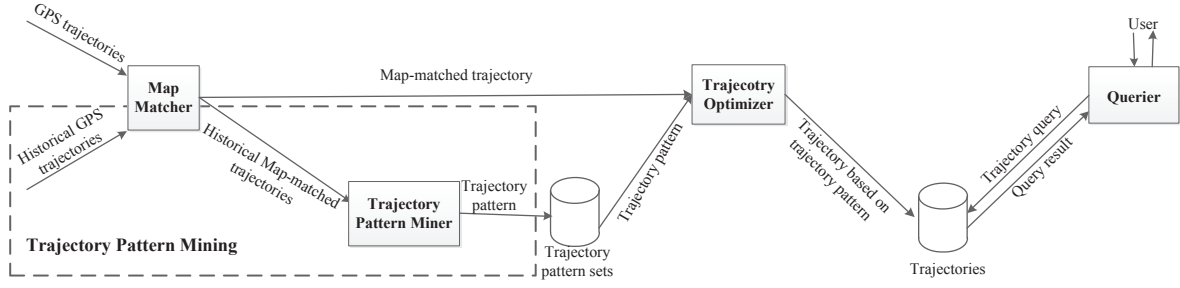 GPS trajectories
Map
Matcher
Historical GPS
trajectories
Map-matched trajectory
Historical Map-matched
trajectories
Trajectory
Pattern Miner
Trajectory Pattern Mining
Trajectory
pattern
Trajectory
pattern sets
Trajectory pattern
Trajecotry
Optimizer
Trajectory based on
trajectory pattern
Trajectories
Trajectory query
Query result
User
Querier